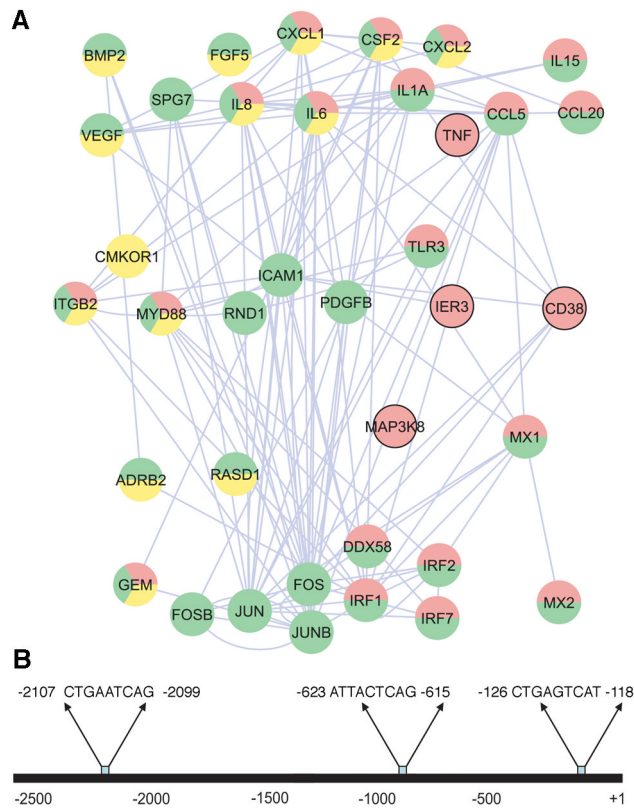 A
CXCL1
CSF2
CXCL2
BMP2
FGF5
IL15
SPG7
IL8
IL6
IL1A
CCL5
CCL20
VEGF
TNF
CMKOR1
TLR3
ICAM1
ITGB2
MYD88
RND1
PDGFB
IER3
CD38
MAP3K8
MX1
ADRB2
RASD1
DDX58
IRF2
GEM
FOS
FOSB
JUN
IRF1
IRF7
MX2
JUNB
B
-2107 CTGAATCAG -2099 -623 ATTACTCAG -615 -126 CTGAGTCAT -118
-2500 -2000 -1500 -1000 -500 +1